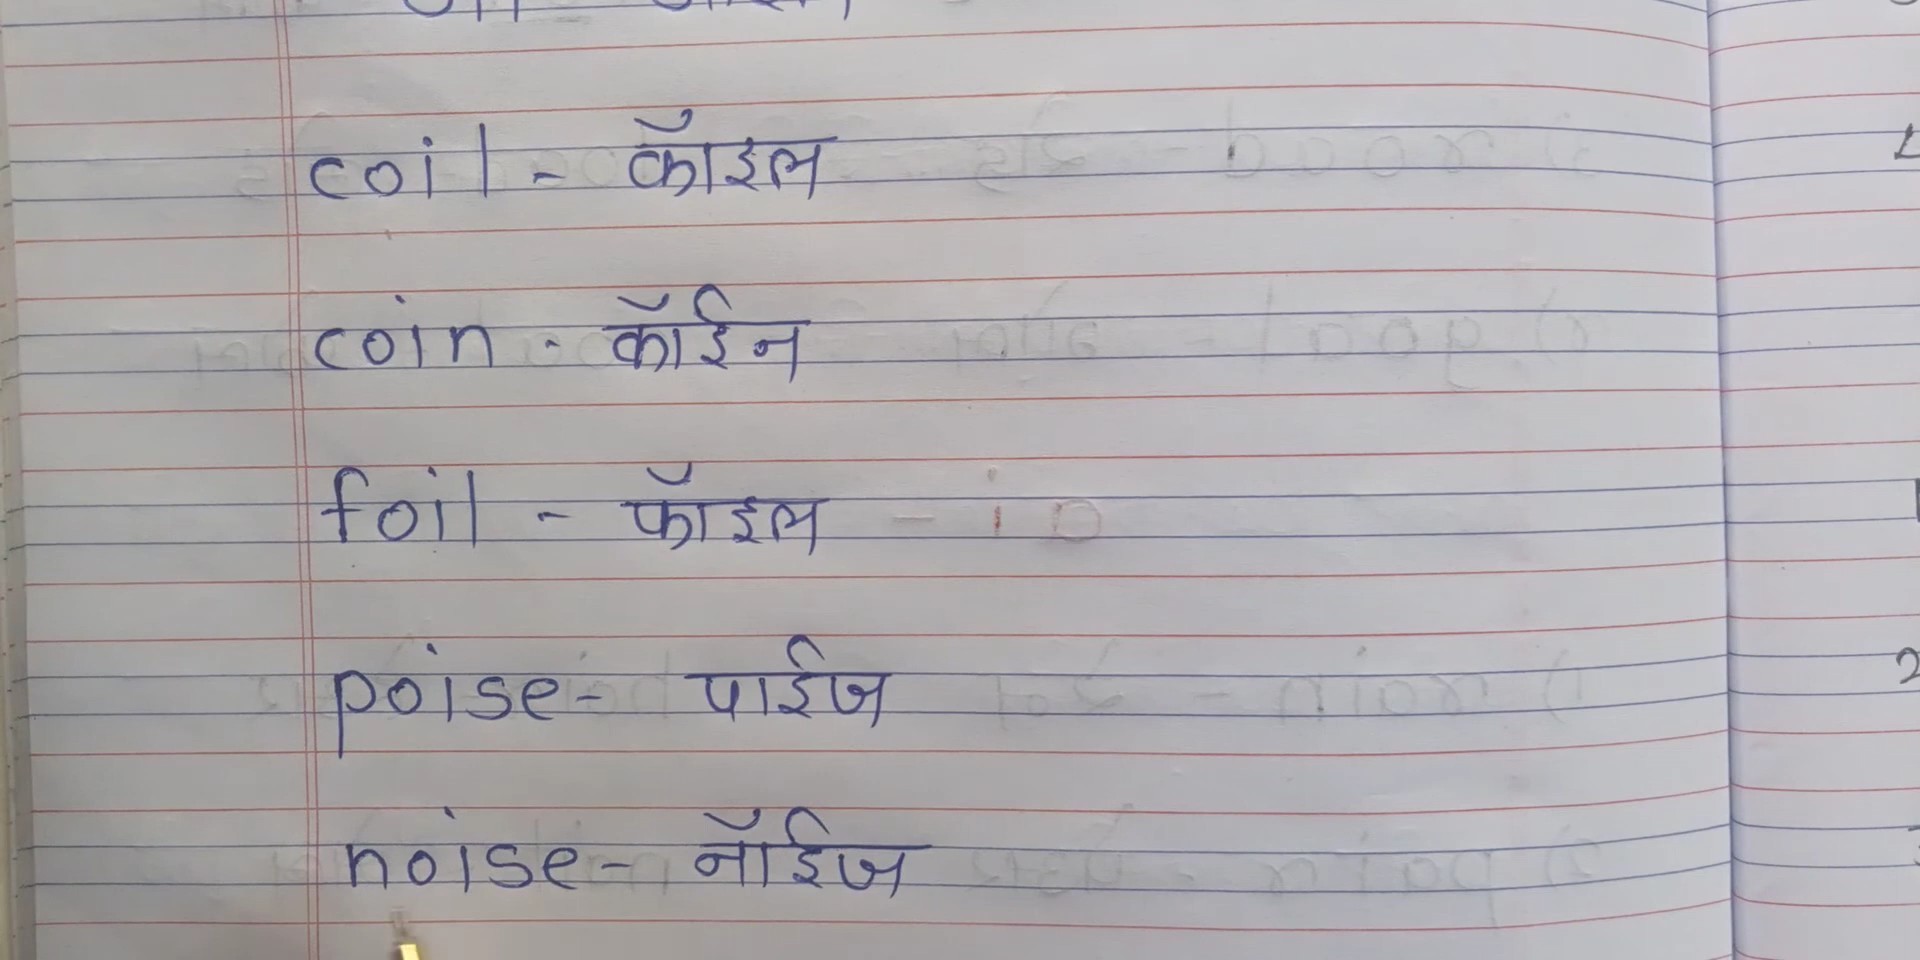 coil - कॉइल
coin - कॉईन
foil - फॉइल
poise - पाईज
noise - नॉईज